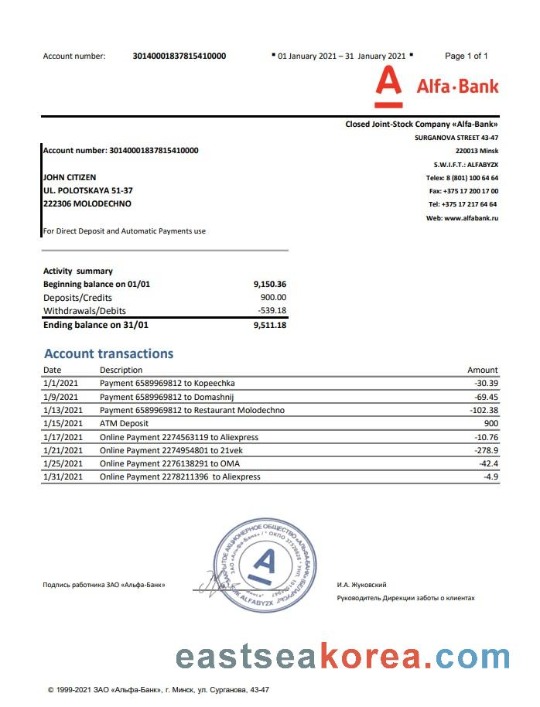 Account number: 30140001837815410000 * 01 January 2021 – 31 January 2021 * Page 1 of 1
Alfa·Bank
Closed Joint-Stock Company «Alfa-Bank»
SURGANOVA STREET 43-47
Account number: 30140001837815410000
220013 Minsk
S.W.I.F.T.: ALFABYZX
JOHN CITIZEN
Telex: 8 (801) 100 64 64
UL. POLOTSKAYA 51-37
Fax: +375 17 200 17 00
222306 MOLODECHNO
Tel: +375 17 217 64 64
Web: www.alfabank.ru
For Direct Deposit and Automatic Payments use
Activity summary
Beginning balance on 01/01 9,150.36
Deposits/Credits 900.00
Withdrawals/Debits -539.18
Ending balance on 31/01 9,511.18
Account transactions
Date Description Amount
1/1/2021 Payment 6589969812 to Kopeechka -30.39
1/9/2021 Payment 6589969812 to Domashnij -69.45
1/13/2021 Payment 6589969812 to Restaurant Molodechno -102.38
1/15/2021 ATM Deposit 900
1/17/2021 Online Payment 2274563119 to Aliexpress -10.76
1/21/2021 Online Payment 2274954801 to 21vek -278.9
1/25/2021 Online Payment 2276138291 to OMA -42.4
1/31/2021 Online Payment 2278211396 to Aliexpress -4.9
ALFABYZX
Подпись работника ЗАО «Альфа-Банк»
И.А. Жуковский
Руководитель Дирекции заботы о клиентах
eastseakorea.com
© 1999-2021 ЗАО «Альфа-Банк», г. Минск, ул. Сурганова, 43-47